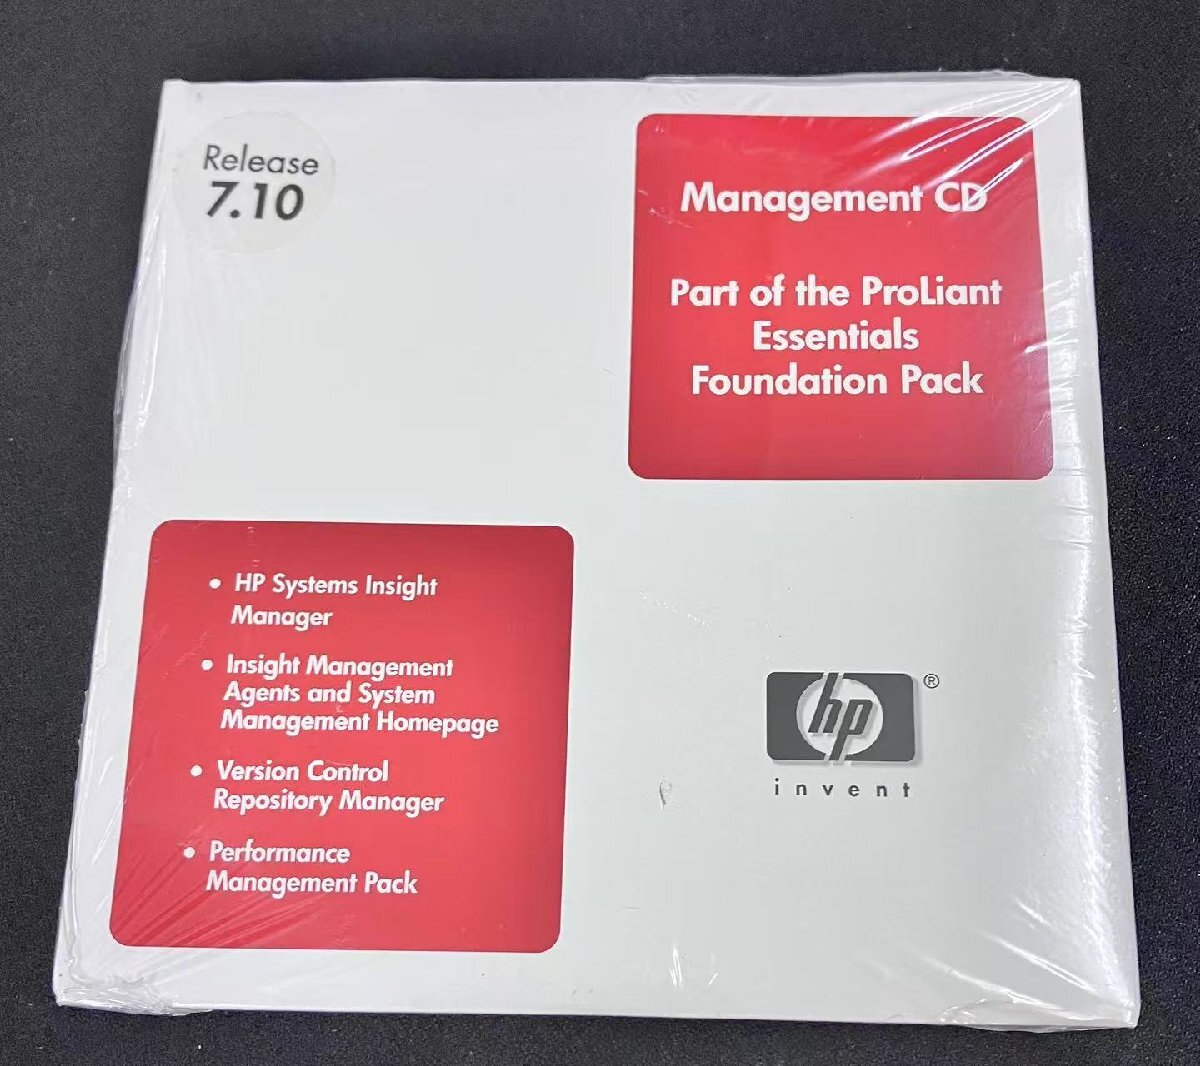 Release
7.10
Management CD
Part of the ProLiant
Essentials
Foundation Pack
• HP Systems Insight
Manager
• Insight Management
Agents and System
Management Homepage
• Version Control
Repository Manager
• Performance
Management Pack
hp®
invent